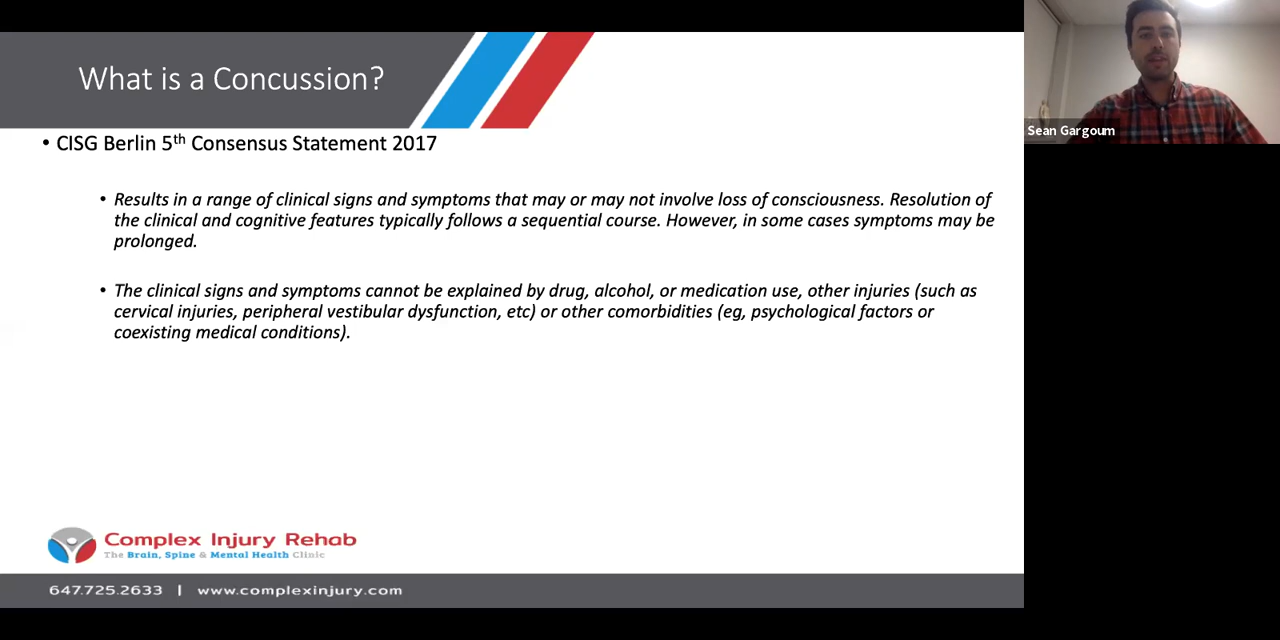 What is a Concussion?
• CISG Berlin 5th Consensus Statement 2017
• Results in a range of clinical signs and symptoms that may or may not involve loss of consciousness. Resolution of
the clinical and cognitive features typically follows a sequential course. However, in some cases symptoms may be
prolonged.
• The clinical signs and symptoms cannot be explained by drug, alcohol, or medication use, other injuries (such as
cervical injuries, peripheral vestibular dysfunction, etc) or other comorbidities (eg, psychological factors or
coexisting medical conditions).
Complex Injury Rehab
The Brain, Spine & Mental Health Clinic
647.725.2633 | www.complexinjury.com
Sean Gargoum